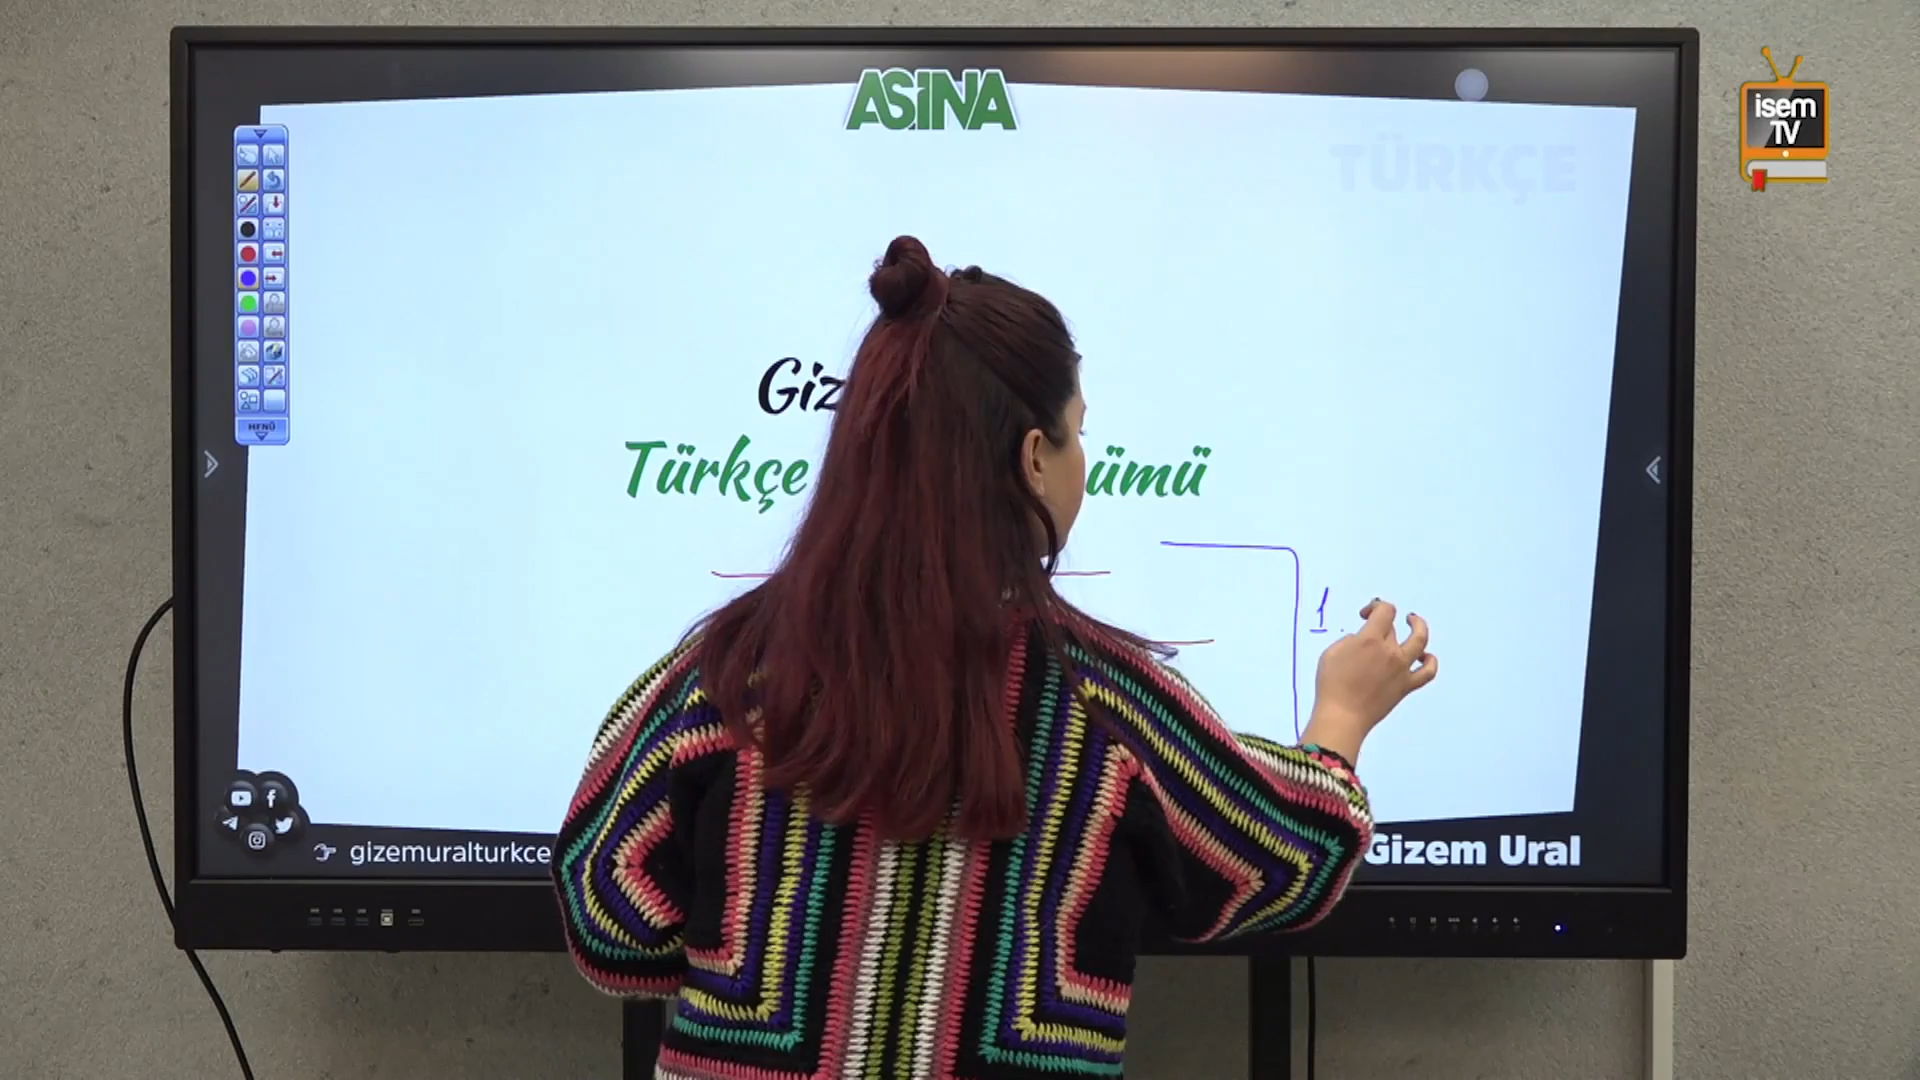 ASİNA
isem
TV
TÜRKÇE
Giz
Türkçe ümü
1.
MENÜ
gizemuralturkce
Gizem Ural